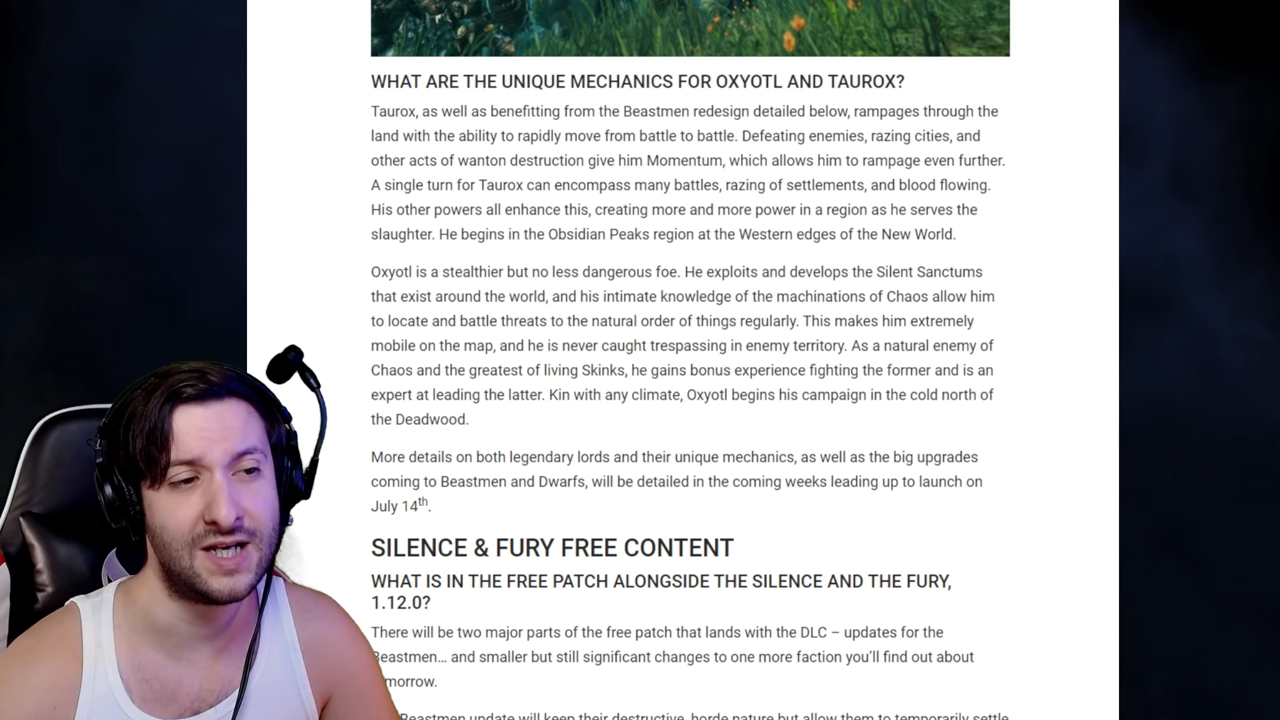 WHAT ARE THE UNIQUE MECHANICS FOR OXYOTL AND TAUROX?
Taurox, as well as benefitting from the Beastmen redesign detailed below, rampages through the
land with the ability to rapidly move from battle to battle. Defeating enemies, razing cities, and
other acts of wanton destruction give him Momentum, which allows him to rampage even further.
A single turn for Taurox can encompass many battles, razing of settlements, and blood flowing.
His other powers all enhance this, creating more and more power in a region as he serves the
slaughter. He begins in the Obsidian Peaks region at the Western edges of the New World.
Oxyotl is a stealthier but no less dangerous foe. He exploits and develops the Silent Sanctums
that exist around the world, and his intimate knowledge of the machinations of Chaos allow him
to locate and battle threats to the natural order of things regularly. This makes him extremely
mobile on the map, and he is never caught trespassing in enemy territory. As a natural enemy of
Chaos and the greatest of living Skinks, he gains bonus experience fighting the former and is an
expert at leading the latter. Kin with any climate, Oxyotl begins his campaign in the cold north of
the Deadwood.
More details on both legendary lords and their unique mechanics, as well as the big upgrades
coming to Beastmen and Dwarfs, will be detailed in the coming weeks leading up to launch on
July 14th.
SILENCE & FURY FREE CONTENT
WHAT IS IN THE FREE PATCH ALONGSIDE THE SILENCE AND THE FURY,
1.12.0?
There will be two major parts of the free patch that lands with the DLC – updates for the
Beastmen… and smaller but still significant changes to one more faction you'll find out about
morrow.
Beastmen update will keep their destructive, horde nature but allow them to temporarily settle